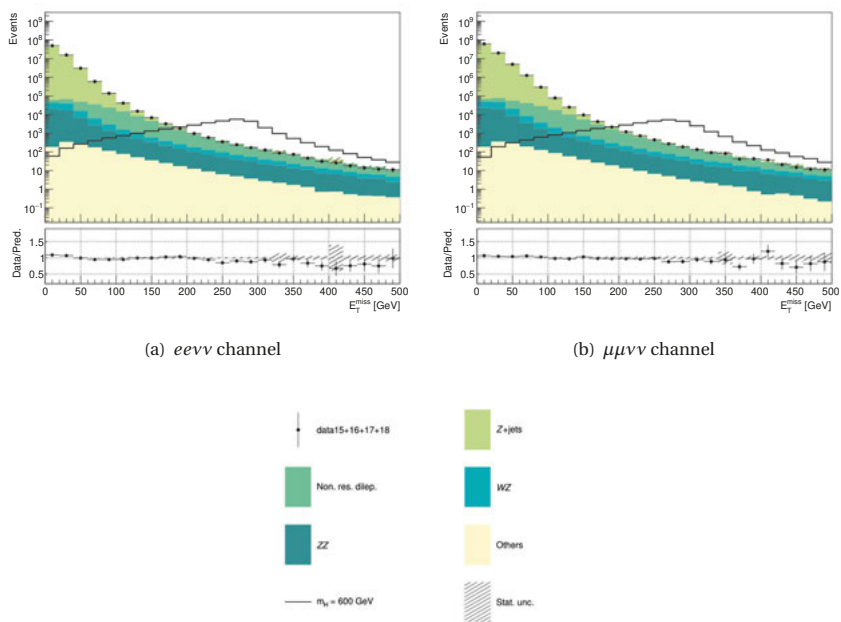 Events
10⁹
10⁸
10⁷
10⁶
10⁵
10⁴
10³
10²
10
1
10⁻¹
Data/Pred.
1.5
1
0.5
0 50 100 150 200 250 300 350 400 450 500
E_T^miss [GeV]
(a) eeνν channel
Events
10⁹
10⁸
10⁷
10⁶
10⁵
10⁴
10³
10²
10
1
10⁻¹
Data/Pred.
1.5
1
0.5
0 50 100 150 200 250 300 350 400 450 500
E_T^miss [GeV]
(b) μμνν channel
data15+16+17+18
Z+jets
Non. res. dilep.
WZ
ZZ
Others
m_H = 600 GeV
Stat. unc.